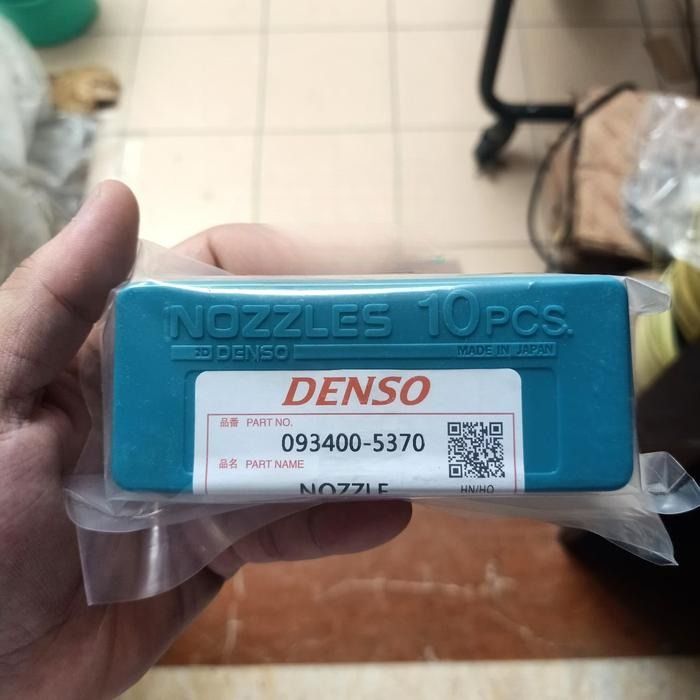 NOZZLES 10PCS.
DENSO MADE IN JAPAN
DENSO
品番 PART NO.
093400-5370
品名 PART NAME
NOZZLE
HN/HO